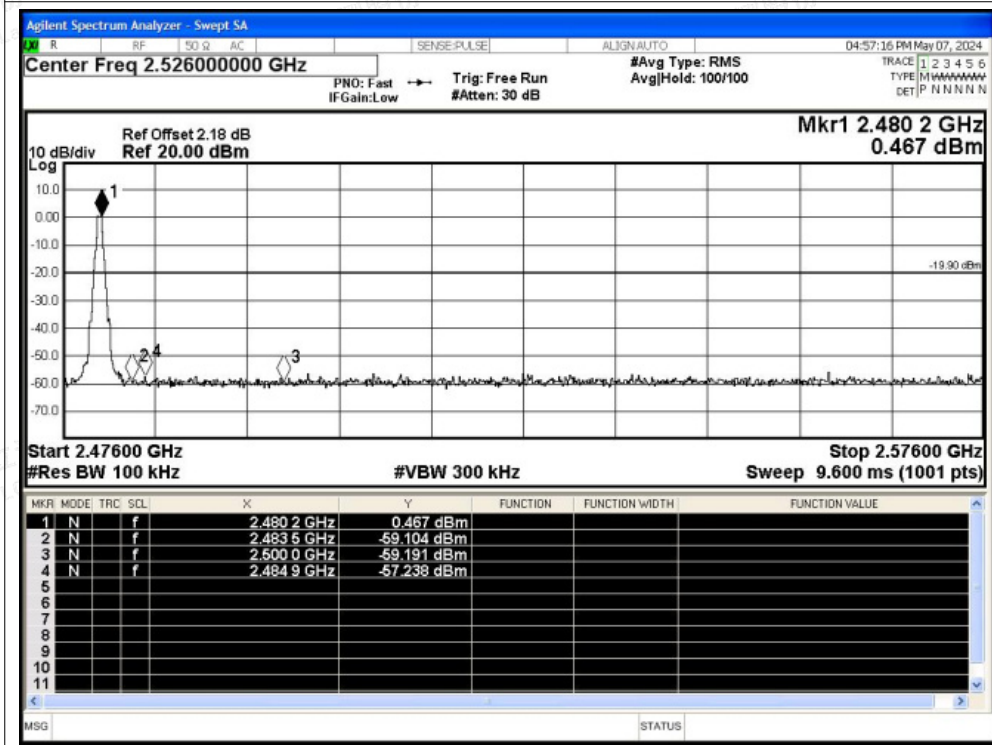 Agilent Spectrum Analyzer - Swept SA
LXI R RF 50 Ω AC SENSE:PULSE ALIGN AUTO 04:57:16 PM May 07, 2024
Center Freq 2.526000000 GHz #Avg Type: RMS TRACE 1 2 3 4 5 6
PNO: Fast Trig: Free Run Avg|Hold: 100/100 TYPE M
IFGain:Low #Atten: 30 dB DET P N N N N N
Mkr1 2.480 2 GHz
Ref Offset 2.18 dB
10 dB/div Ref 20.00 dBm 0.467 dBm
Log
10.0
1
0.00
-10.0
-20.0
-19.90 dBm
-30.0
-40.0
-50.0
2 4 3
-60.0
-70.0
Start 2.47600 GHz Stop 2.57600 GHz
#Res BW 100 kHz #VBW 300 kHz Sweep 9.600 ms (1001 pts)
MKR MODE TRC SCL X Y FUNCTION FUNCTION WIDTH FUNCTION VALUE
1 N f 2.480 2 GHz 0.467 dBm
2 N f 2.483 5 GHz -59.104 dBm
3 N f 2.500 0 GHz -59.191 dBm
4 N f 2.484 9 GHz -57.238 dBm
5
6
7
8
9
10
11
MSG STATUS